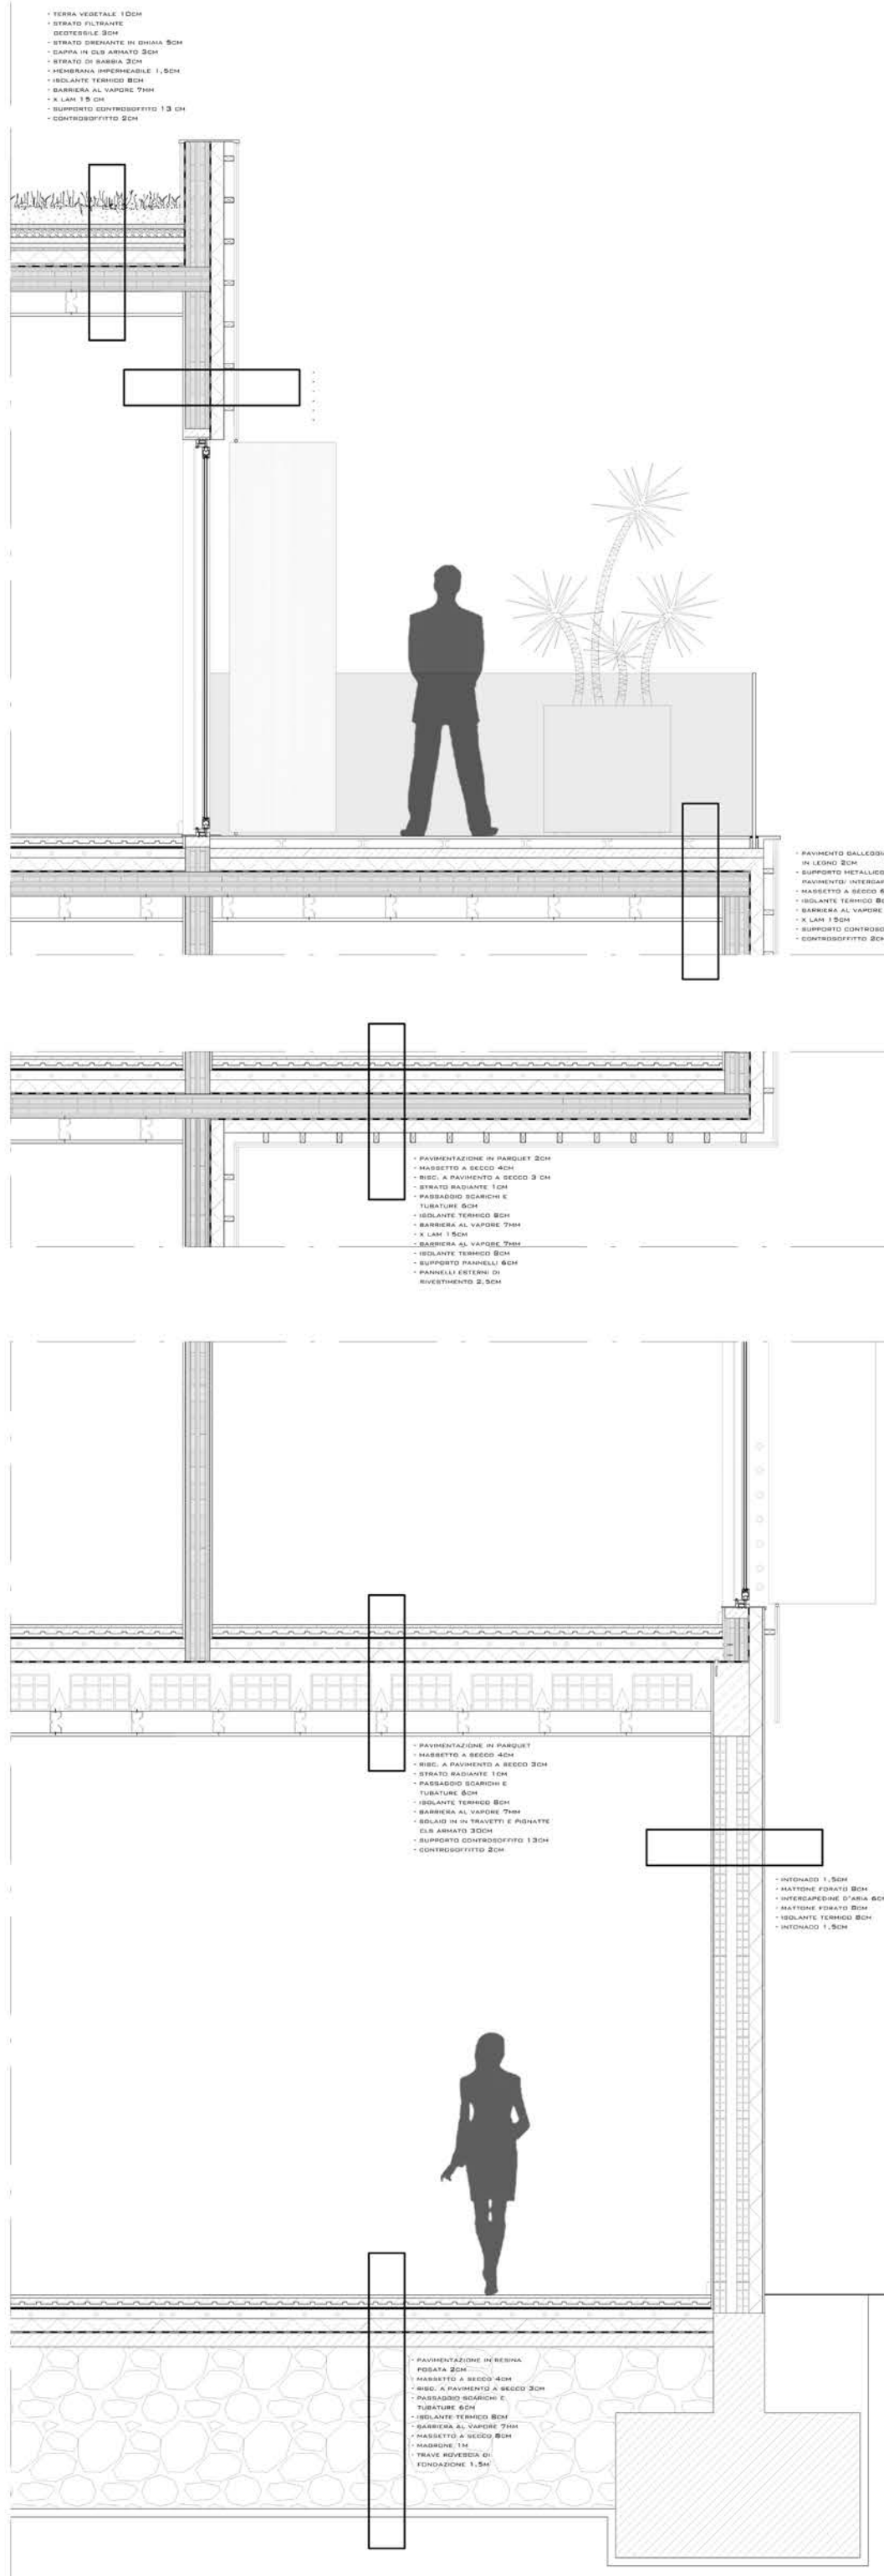 - TERRA VEGETALE 10CM
- STRATO FILTRANTE
GEOTESSILE 3CM
- STRATO DRENANTE IN GHIAIA 5CM
- CAPPA IN CLS ARMATO 3CM
- STRATO DI SABBIA 3CM
- MEMBRANA IMPERMEABILE 1,5CM
- ISOLANTE TERMICO 8CM
- BARRIERA AL VAPORE 7MM
- X LAM 15 CM
- SUPPORTO CONTROSOFFITO 13 CM
- CONTROSOFFITTO 2CM
- PAVIMENTO GALLEGGI
IN LEGNO 2CM
- SUPPORTO METALLICO
PAVIMENTO/ INTERCAP
- MASSETTO A SECCO 6
- ISOLANTE TERMICO 8C
- BARRIERA AL VAPORE
- X LAM 15CM
- SUPPORTO CONTROSO
- CONTROSOFFITTO 2CM
- PAVIMENTAZIONE IN PARQUET 2CM
- MASSETTO A SECCO 4CM
- RISC. A PAVIMENTO A SECCO 3 CM
- STRATO RADIANTE 1CM
- PASSAGGIO SCARICHI E
TUBATURE 6CM
- ISOLANTE TERMICO 8CM
- BARRIERA AL VAPORE 7MM
- X LAM 15CM
- BARRIERA AL VAPORE 7MM
- ISOLANTE TERMICO 8CM
- SUPPORTO PANNELLI 6CM
- PANNELLI ESTERNI DI
RIVESTIMENTO 2,5CM
- PAVIMENTAZIONE IN PARQUET
- MASSETTO A SECCO 4CM
- RISC. A PAVIMENTO A SECCO 3CM
- STRATO RADIANTE 1CM
- PASSAGGIO SCARICHI E
TUBATURE 6CM
- ISOLANTE TERMICO 8CM
- BARRIERA AL VAPORE 7MM
- SOLAIO IN IN TRAVETTI E PIGNATTE
CLS ARMATO 30CM
- SUPPORTO CONTROSOFFITO 13CM
- CONTROSOFFITTO 2CM
- INTONACO 1,5CM
- MATTONE FORATO 8CM
- INTERCAPEDINE D'ARIA 6CM
- MATTONE FORATO 8CM
- ISOLANTE TERMICO 8CM
- INTONACO 1,5CM
- PAVIMENTAZIONE IN RESINA
POSATA 2CM
- MASSETTO A SECCO 4CM
- RISC. A PAVIMENTO A SECCO 3CM
- PASSAGGIO SCARICHI E
TUBATURE 6CM
- ISOLANTE TERMICO 8CM
- BARRIERA AL VAPORE 7MM
- MASSETTO A SECCO 8CM
- MAGRONE 1M
- TRAVE ROVESCIA DI
FONDAZIONE 1,5M